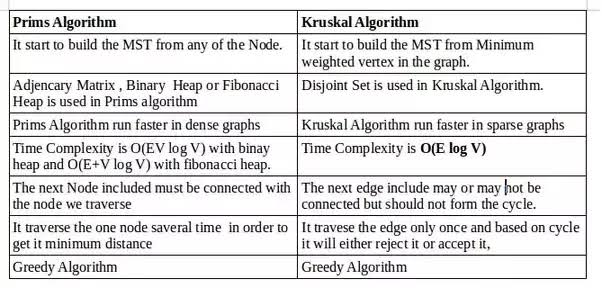 Prims Algorithm
Kruskal Algorithm
It start to build the MST from any of the Node.
It start to build the MST from Minimum
weighted vertex in the graph.
Adjencary Matrix , Binary Heap or Fibonacci
Heap is used in Prims algorithm
Disjoint Set is used in Kruskal Algorithm.
Prims Algorithm run faster in dense graphs
Kruskal Algorithm run faster in sparse graphs
Time Complexity is O(EV log V) with binay
heap and O(E+V log V) with fibonacci heap.
Time Complexity is O(E log V)
The next Node included must be connected with
the node we traverse
The next edge include may or may not be
connected but should not form the cycle.
It traverse the one node saveral time in order to
get it minimum distance
It travese the edge only once and based on cycle
it will either reject it or accept it,
Greedy Algorithm
Greedy Algorithm